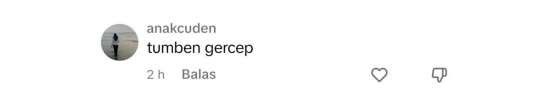 anakcuden
tumben gercep
2 h Balas